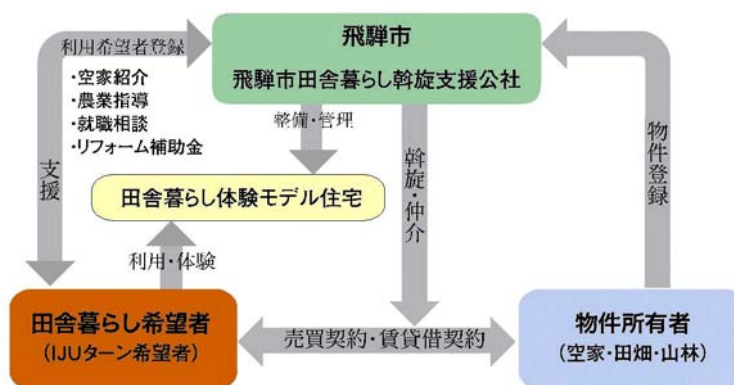 飛騨市
飛騨市田舎暮らし斡旋支援公社
利用希望者登録
・空家紹介
・農業指導
・就職相談
・リフォーム補助金
支援
整備・管理
田舎暮らし体験モデル住宅
利用・体験
斡旋・仲介
物件登録
田舎暮らし希望者
(IJUターン希望者)
売買契約・賃貸借契約
物件所有者
(空家・田畑・山林)